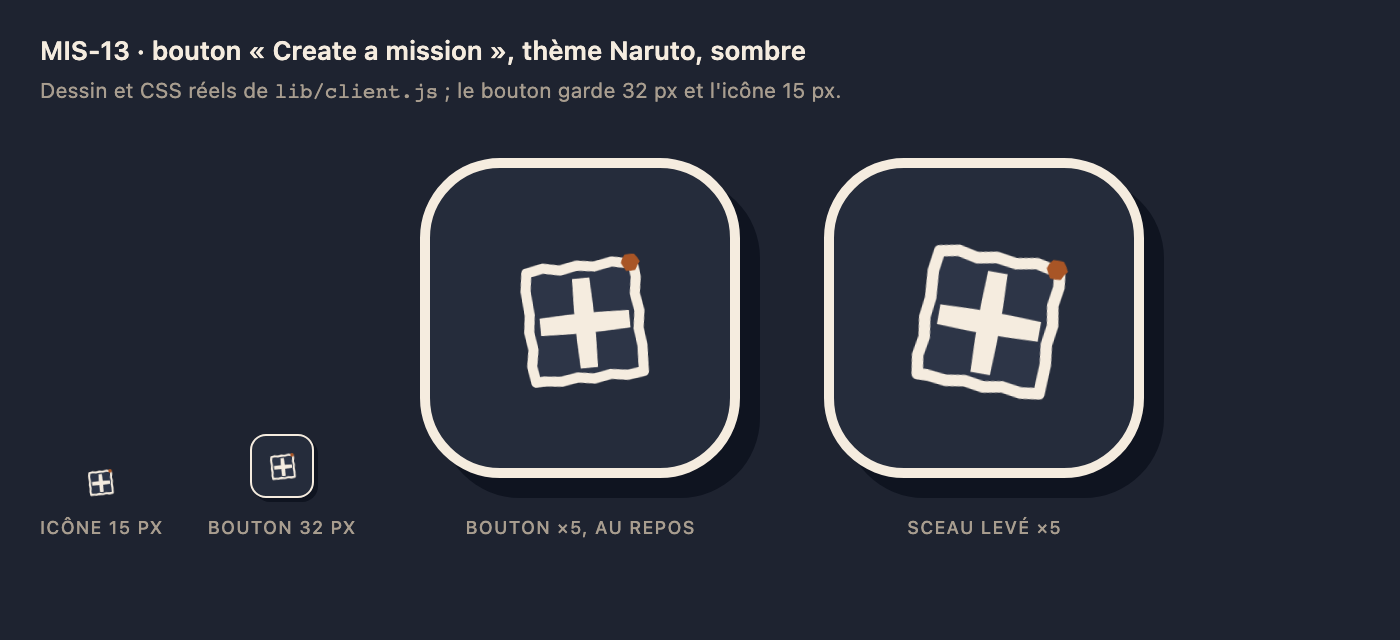 MIS-13 · bouton « Create a mission », thème Naruto, sombre
Dessin et CSS réels de lib/client.js ; le bouton garde 32 px et l'icône 15 px.
ICÔNE 15 PX
BOUTON 32 PX
BOUTON ×5, AU REPOS
SCEAU LEVÉ ×5